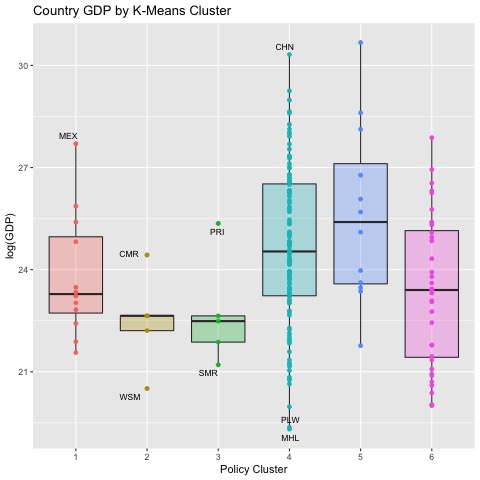 Country GDP by K-Means Cluster
CHN
30
MEX
27
CMR
PRI
log(GDP)
24
SMR
21
WSM
PLW
MHL
1 2 3 4 5 6
Policy Cluster